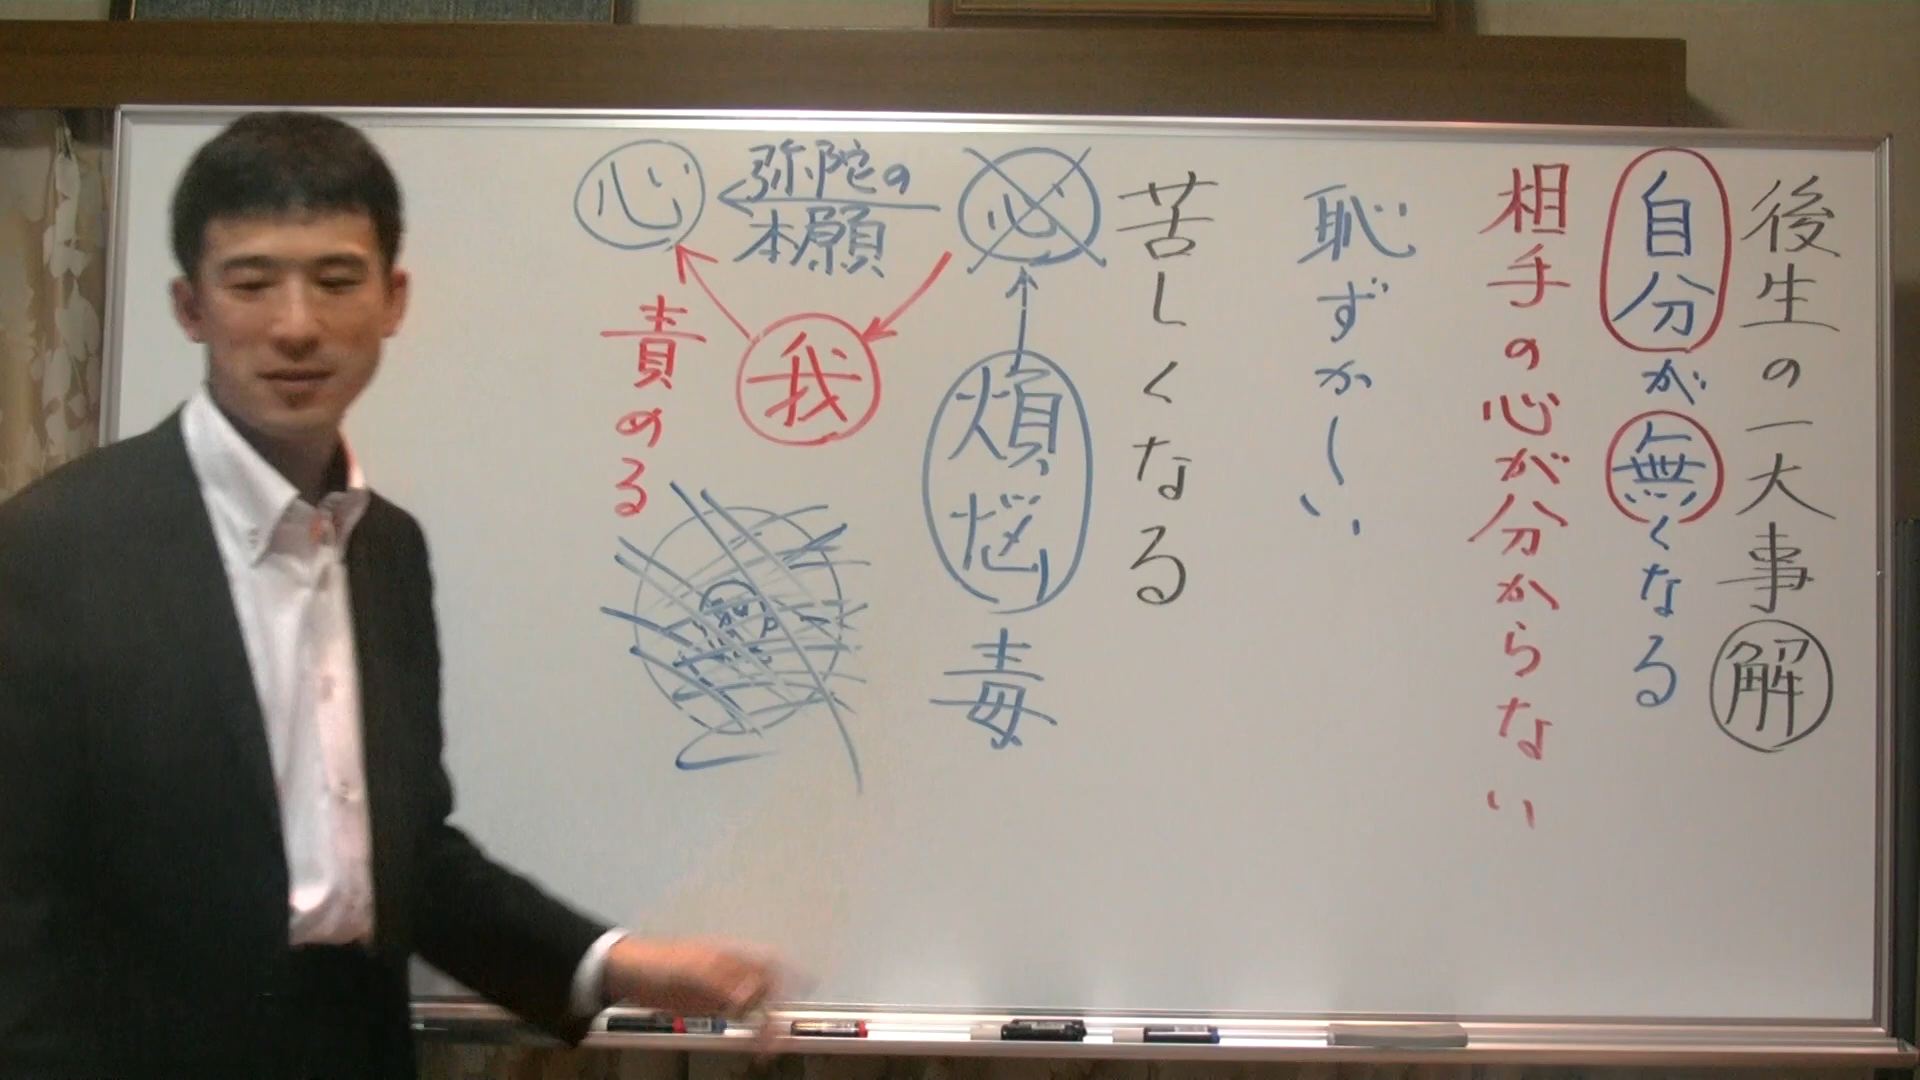 後生の一大事 解
自分が無くなる
相手の心が分からない
恥ずかしい
苦しくなる
心
煩悩
毒
弥陀の
本願
我
心
責める